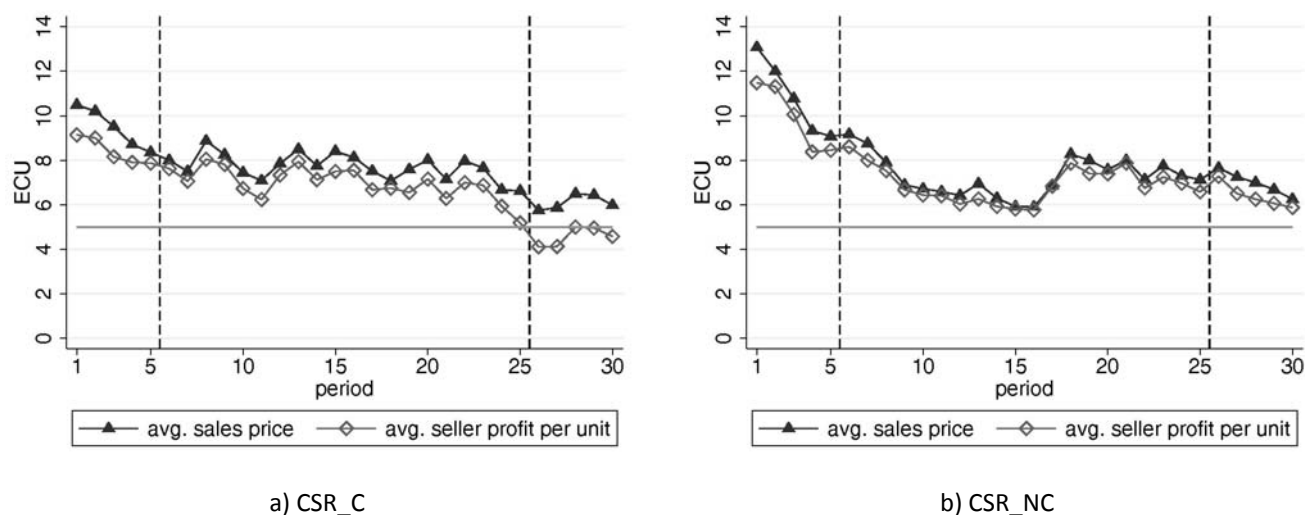 14
12
10
8
6
4
2
0
ECU
1 5 10 15 20 25 30
period
avg. sales price avg. seller profit per unit
a) CSR_C
14
12
10
8
6
4
2
0
ECU
1 5 10 15 20 25 30
period
avg. sales price avg. seller profit per unit
b) CSR_NC